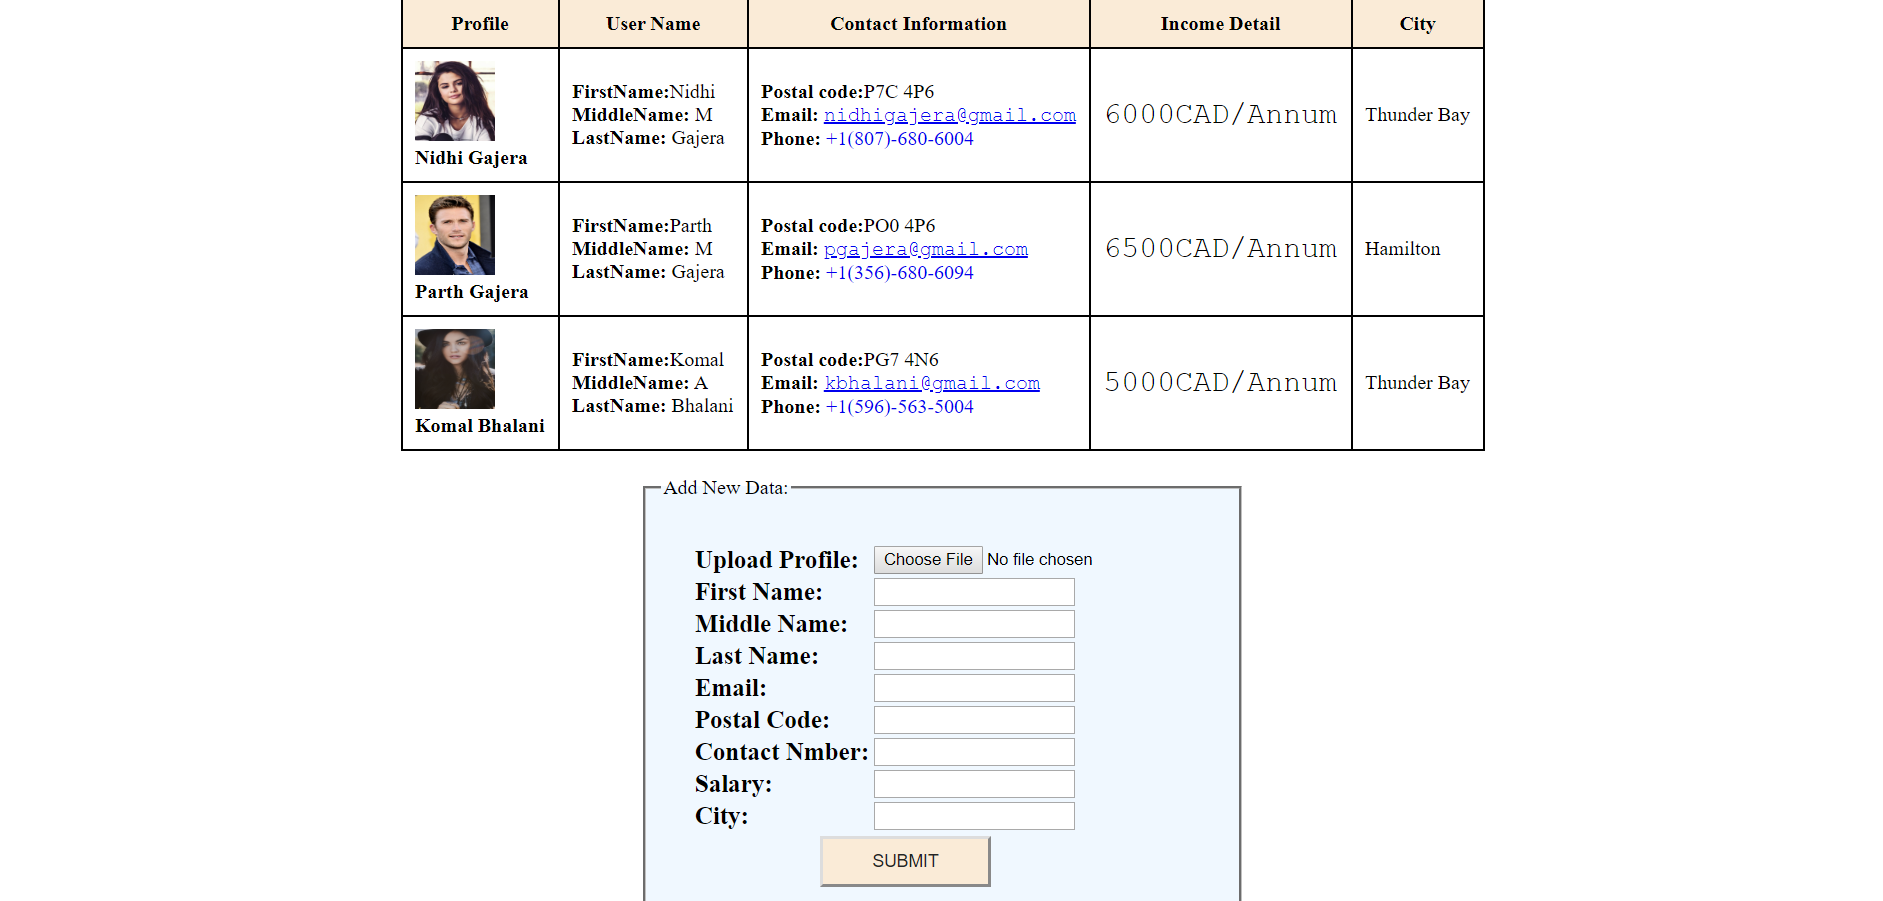 Profile User Name Contact Information Income Detail City
Nidhi Gajera
FirstName:Nidhi
MiddleName: M
LastName: Gajera
Postal code:P7C 4P6
Email: nidhigajera@gmail.com
Phone: +1(807)-680-6004
6000CAD/Annum
Thunder Bay
Parth Gajera
FirstName:Parth
MiddleName: M
LastName: Gajera
Postal code:PO0 4P6
Email: pgajera@gmail.com
Phone: +1(356)-680-6094
6500CAD/Annum
Hamilton
Komal Bhalani
FirstName:Komal
MiddleName: A
LastName: Bhalani
Postal code:PG7 4N6
Email: kbhalani@gmail.com
Phone: +1(596)-563-5004
5000CAD/Annum
Thunder Bay
Add New Data:
Upload Profile: Choose File No file chosen
First Name:
Middle Name:
Last Name:
Email:
Postal Code:
Contact Nmber:
Salary:
City:
SUBMIT